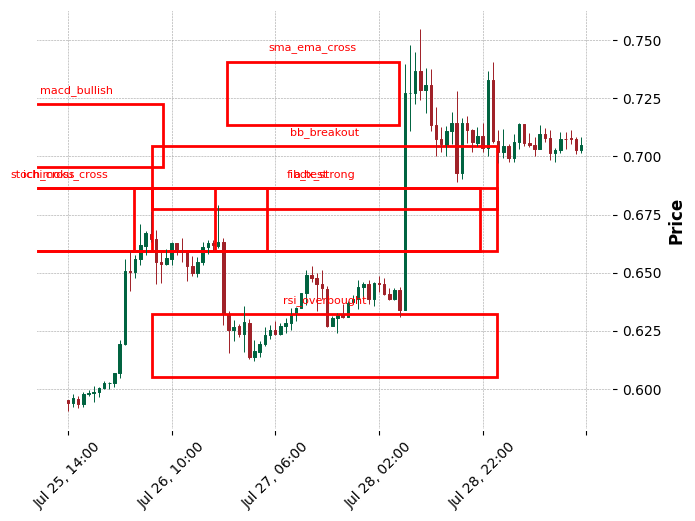 sma_ema_cross
macd_bullish
bb_breakout
adx_strong
rsi_overbought
0.750
0.725
0.700
0.675
0.650
0.625
0.600
Price
Jul 25, 14:00
Jul 26, 10:00
Jul 27, 06:00
Jul 28, 02:00
Jul 28, 22:00